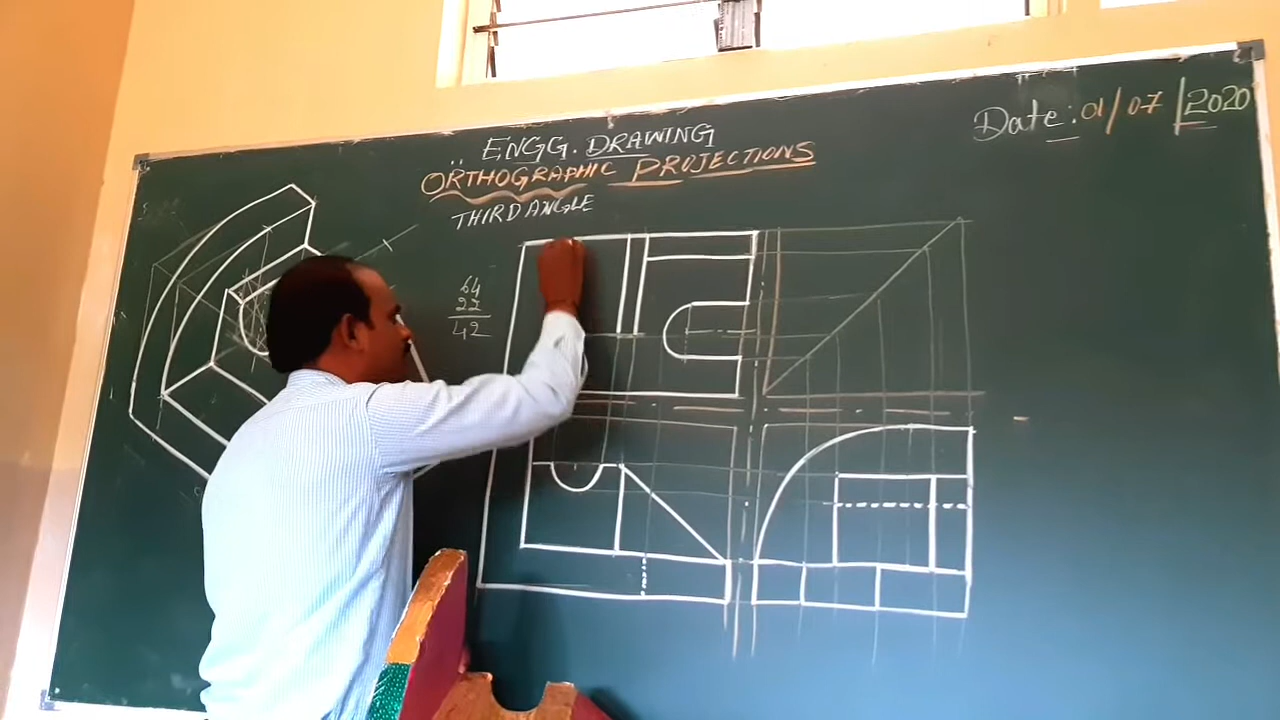 ENGG. DRAWING
ORTHOGRAPHIC PROJECTIONS
THIRD ANGLE
Date: 01/07/2020
64
22
42